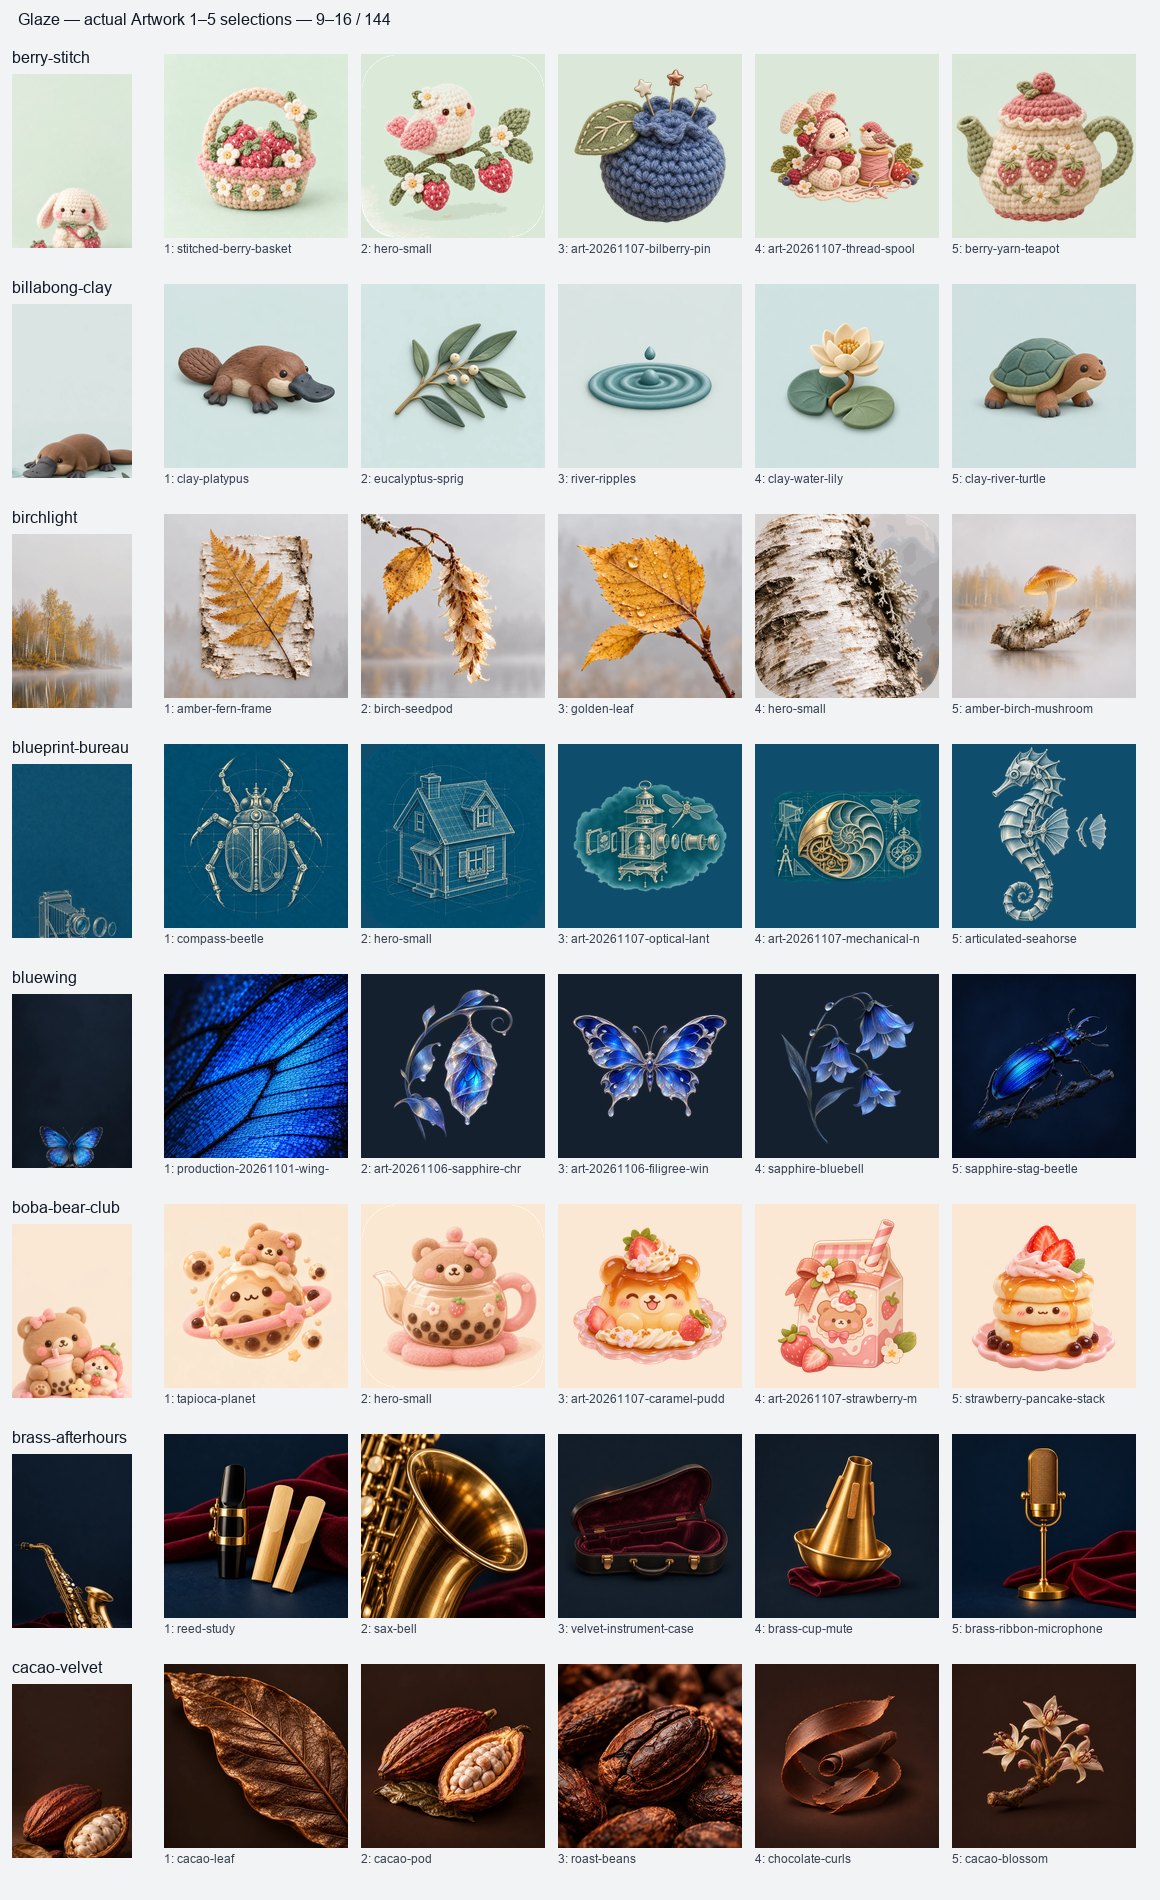 Glaze — actual Artwork 1–5 selections — 9–16 / 144
berry-stitch
1: stitched-berry-basket
2: hero-small
3: art-20261107-bilberry-pin
4: art-20261107-thread-spool
5: berry-yarn-teapot
billabong-clay
1: clay-platypus
2: eucalyptus-sprig
3: river-ripples
4: clay-water-lily
5: clay-river-turtle
birchlight
1: amber-fern-frame
2: birch-seedpod
3: golden-leaf
4: hero-small
5: amber-birch-mushroom
blueprint-bureau
1: compass-beetle
2: hero-small
3: art-20261107-optical-lant
4: art-20261107-mechanical-n
5: articulated-seahorse
bluewing
1: production-20261101-wing-
2: art-20261106-sapphire-chr
3: art-20261106-filigree-win
4: sapphire-bluebell
5: sapphire-stag-beetle
boba-bear-club
1: tapioca-planet
2: hero-small
3: art-20261107-caramel-pudd
4: art-20261107-strawberry-m
5: strawberry-pancake-stack
brass-afterhours
1: reed-study
2: sax-bell
3: velvet-instrument-case
4: brass-cup-mute
5: brass-ribbon-microphone
cacao-velvet
1: cacao-leaf
2: cacao-pod
3: roast-beans
4: chocolate-curls
5: cacao-blossom